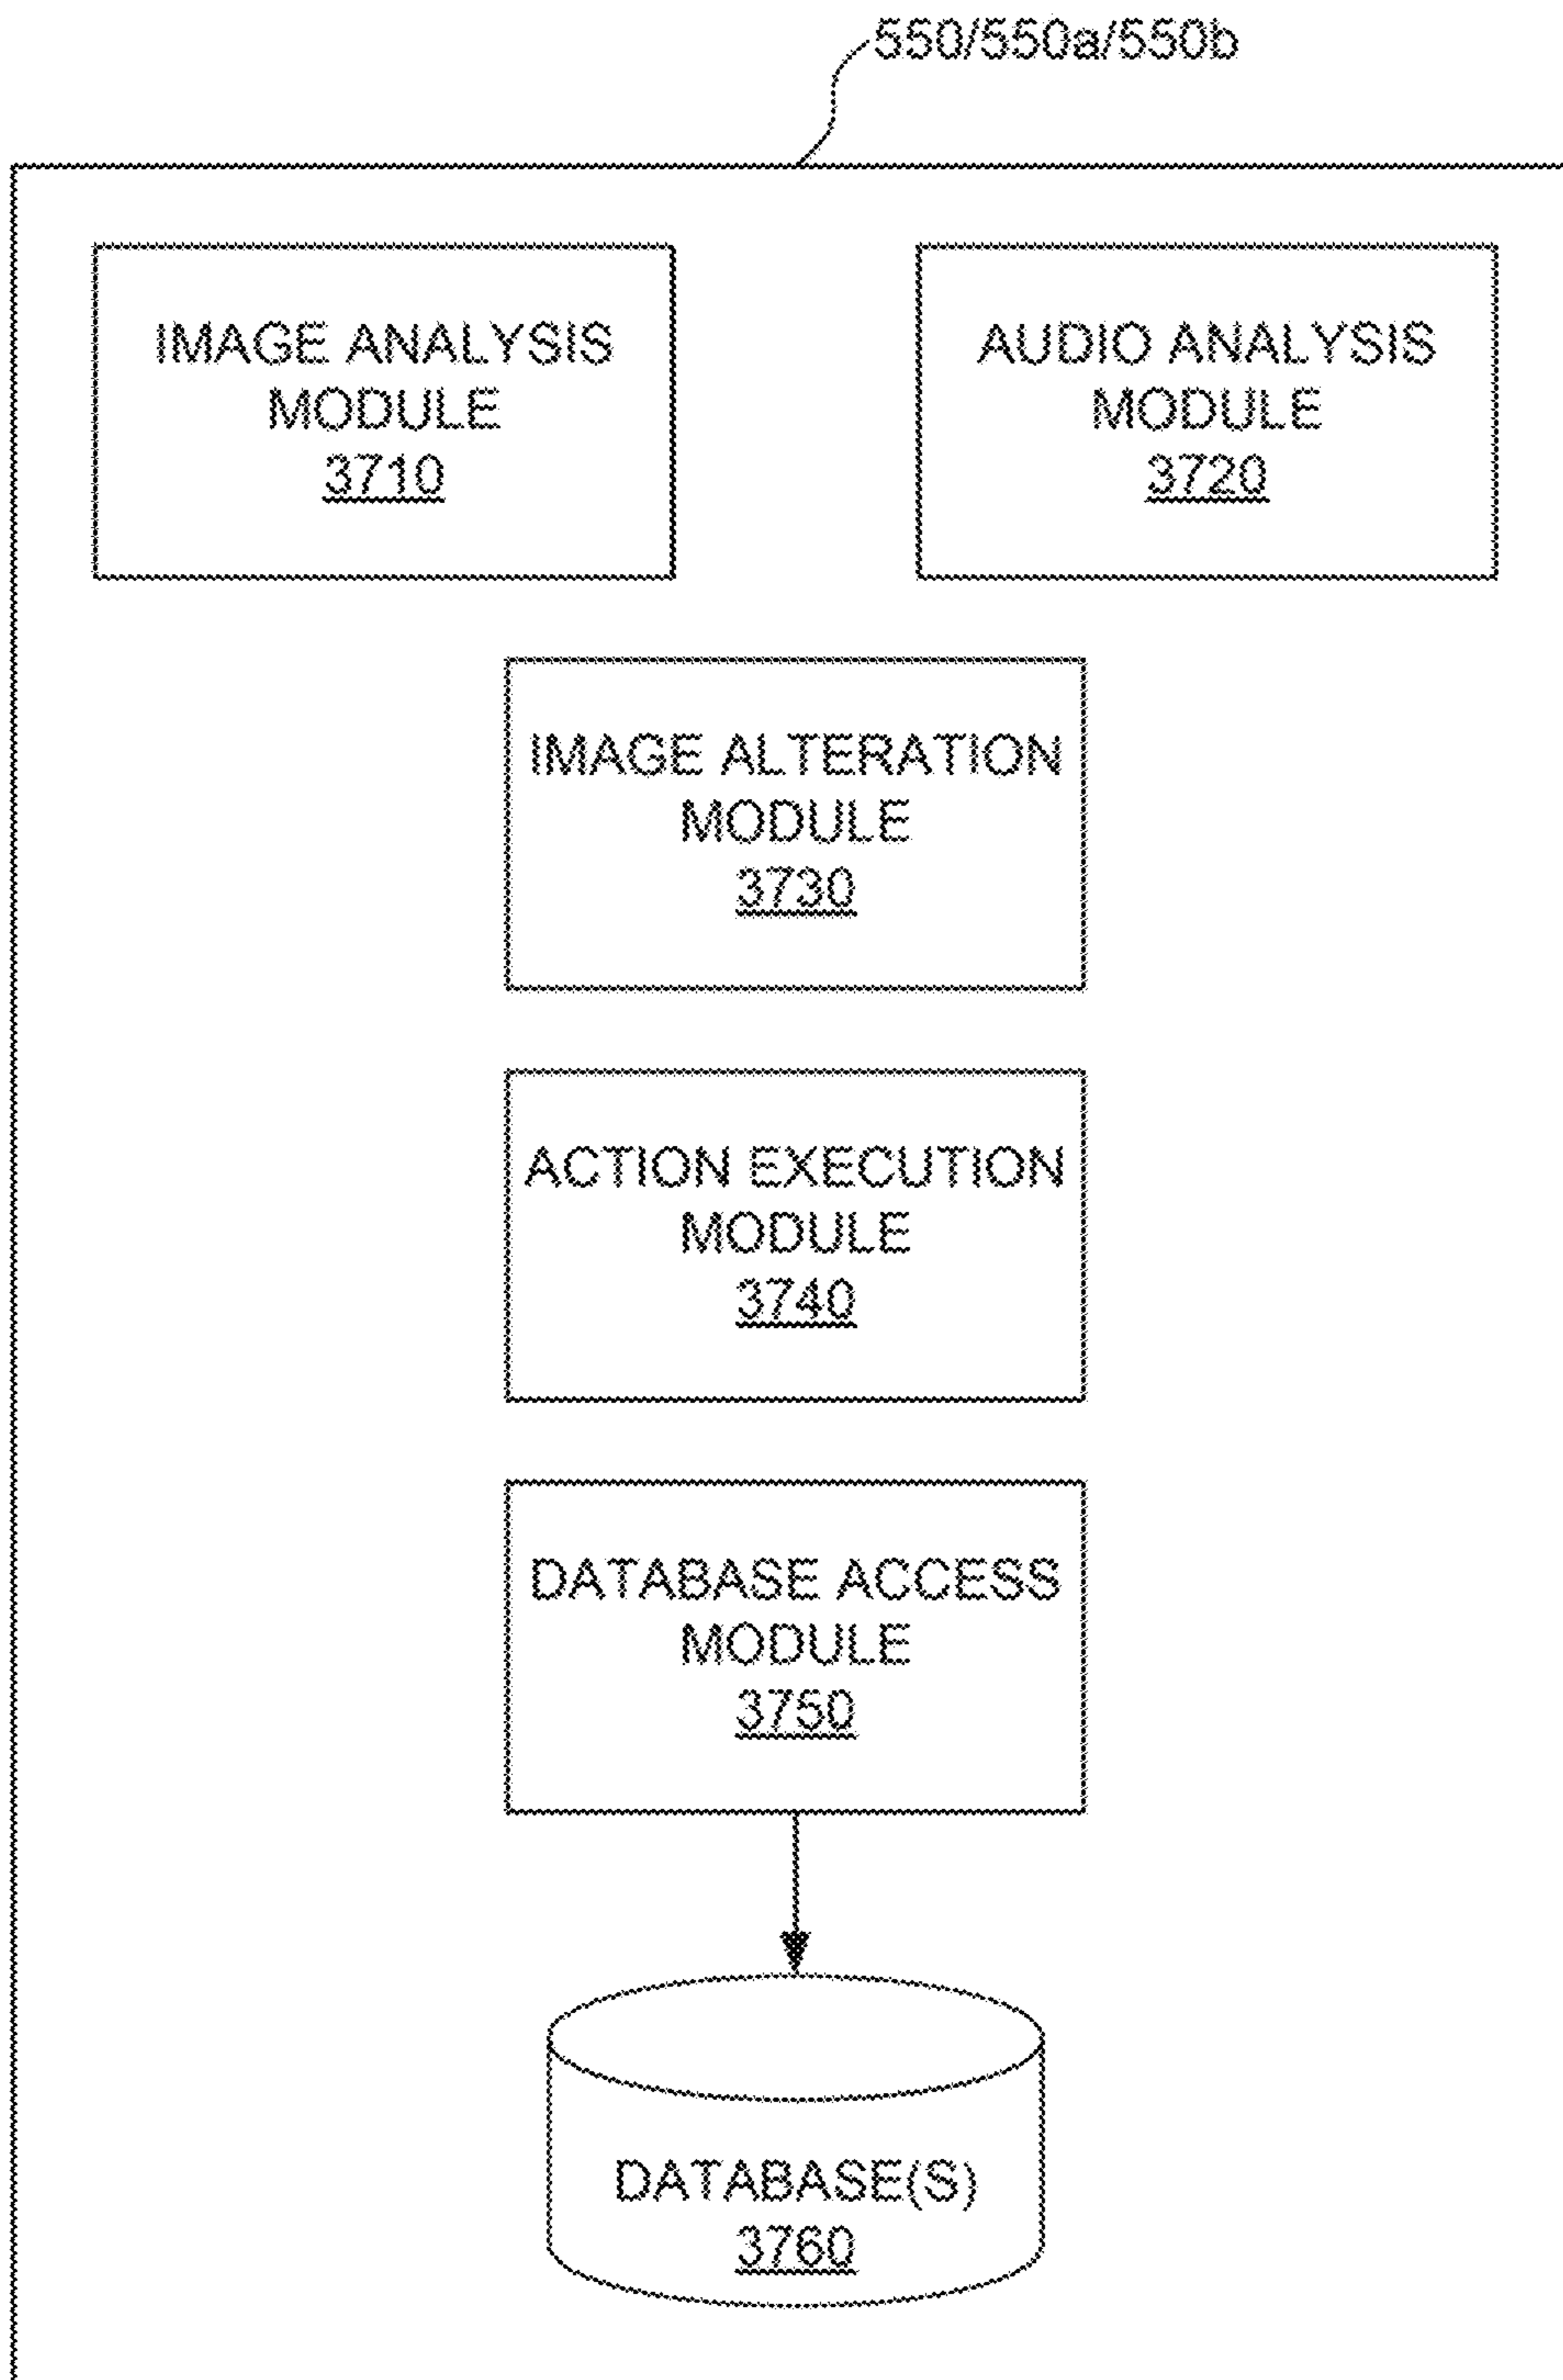 550/550a/550b
IMAGE ANALYSIS
MODULE
3710
AUDIO ANALYSIS
MODULE
3720
IMAGE ALTERATION
MODULE
3730
ACTION EXECUTION
MODULE
3740
DATABASE ACCESS
MODULE
3750
DATABASE(S)
3760